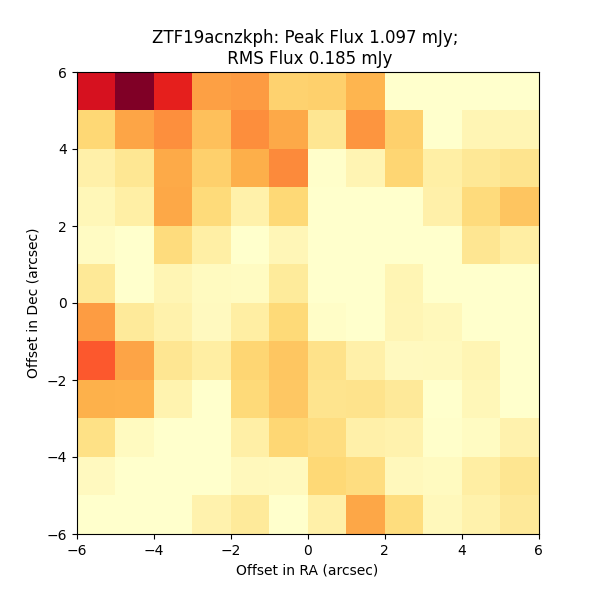 ZTF19acnzkph: Peak Flux 1.097 mJy;
RMS Flux 0.185 mJy
6
4
2
0
−2
−4
−6
Offset in Dec (arcsec)
−6 −4 −2 0 2 4 6
Offset in RA (arcsec)